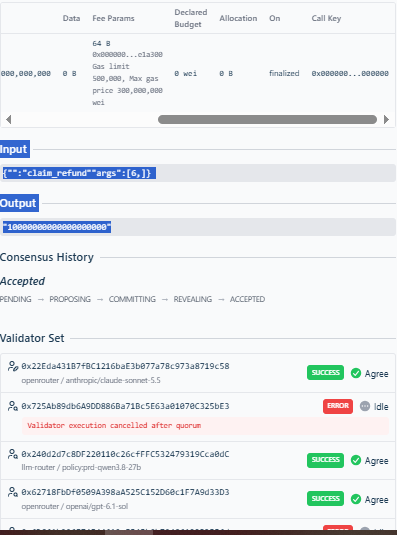 Data Fee Params Declared Budget Allocation On Call Key
000,000,000 0 B 64 B 0x000000...e1a300 Gas limit 500,000, Max gas price 300,000,000 wei 0 wei 0 B finalized 0x000000...000000
Input
{"":"claim_refund""args":[6,]}
Output
"10000000000000000000"
Consensus History
Accepted
PENDING → PROPOSING → COMMITTING → REVEALING → ACCEPTED
Validator Set
0x22Eda431B7fBC1216baE3b077a78c973a8719c58 SUCCESS Agree
openrouter / anthropic/claude-sonnet-5.5
0x725Ab89db6A9DD886Ba71Bc5E63a01070C325bE3 ERROR Idle
Validator execution cancelled after quorum
0x240d2d7c8DF220110c26cfFFC532479319Cca0dC SUCCESS Agree
llm-router / policy:prd-qwen3.8-27b
0x62718FbDf0509A398aA525C152D60c1F7A9d33D3 SUCCESS Agree
openrouter / openai/gpt-6.1-sol